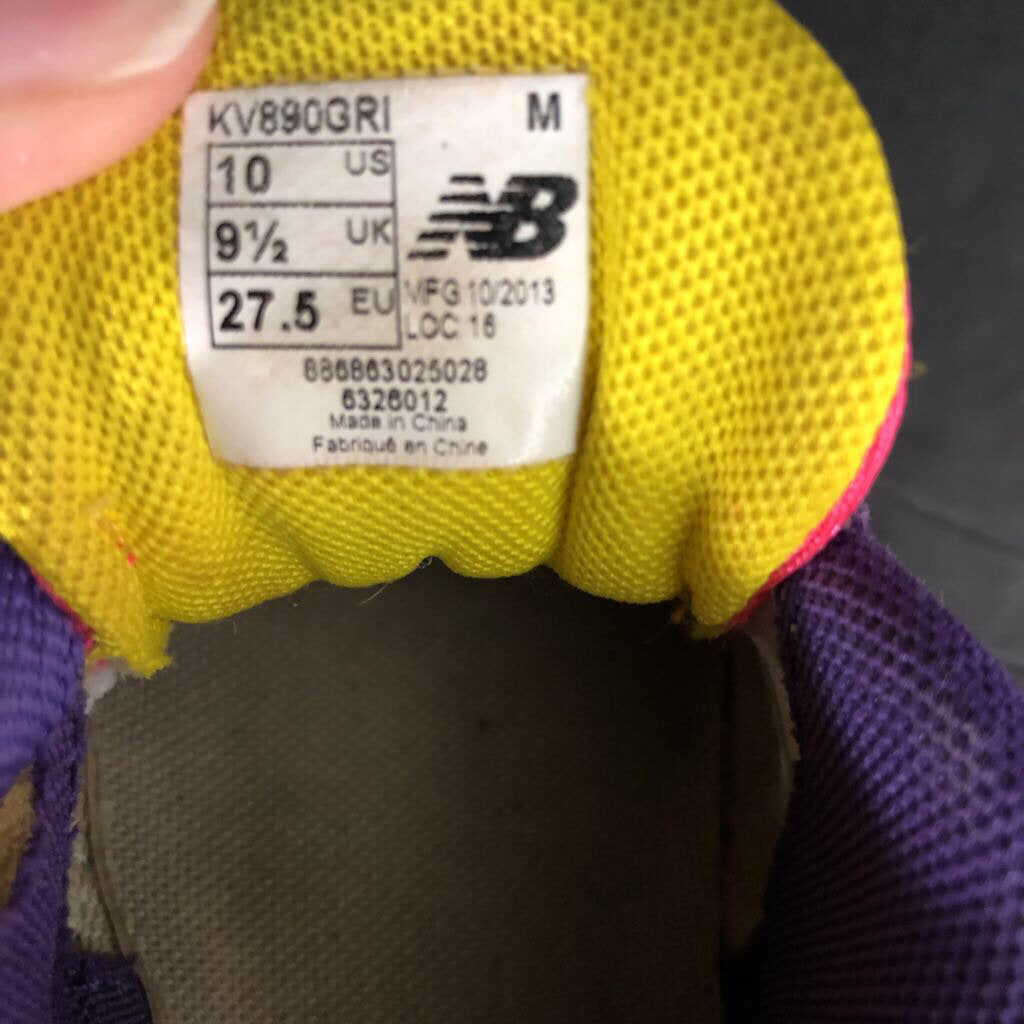 KV890GRI M
10 US
9½ UK
27.5 EU
NB
MFG 10/2013
LOC 16
886863025028
6326012
Made in China
Fabriqué en Chine